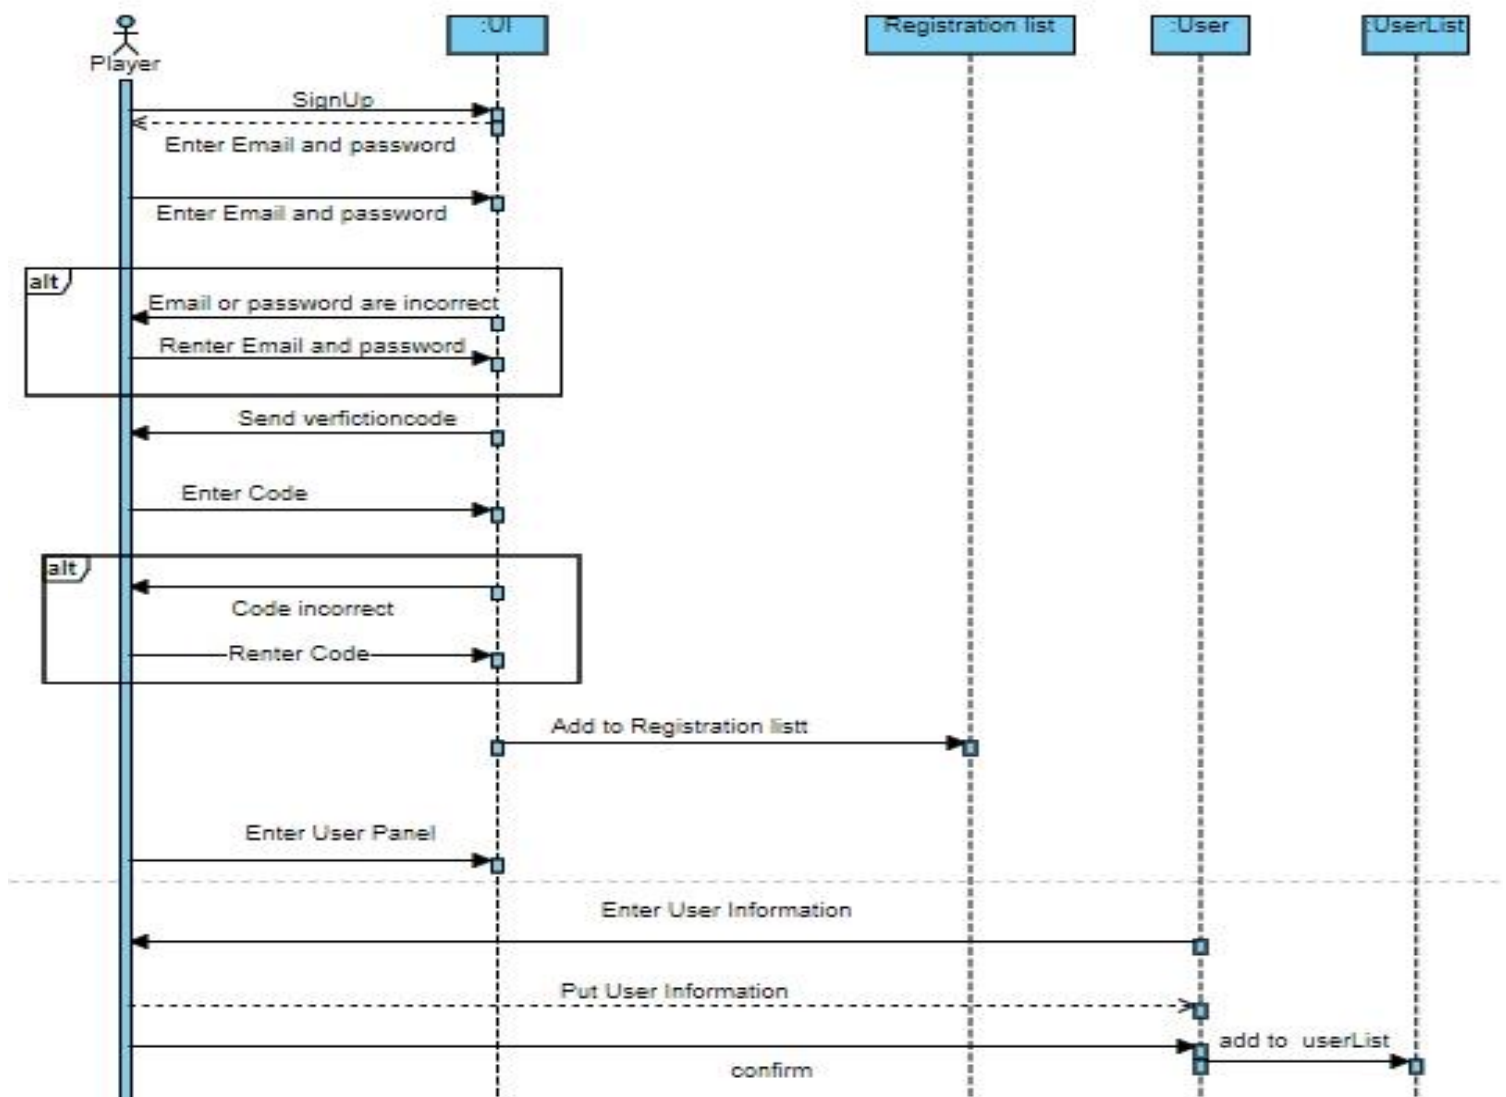 :UI
Registration list
:User
:UserList
Player
SignUp
Enter Email and password
Enter Email and password
alt
Email or password are incorrect
Renter Email and password
Send verfictioncode
Enter Code
alt
Code incorrect
Renter Code
Add to Registration listt
Enter User Panel
Enter User Information
Put User Information
add to userList
confirm